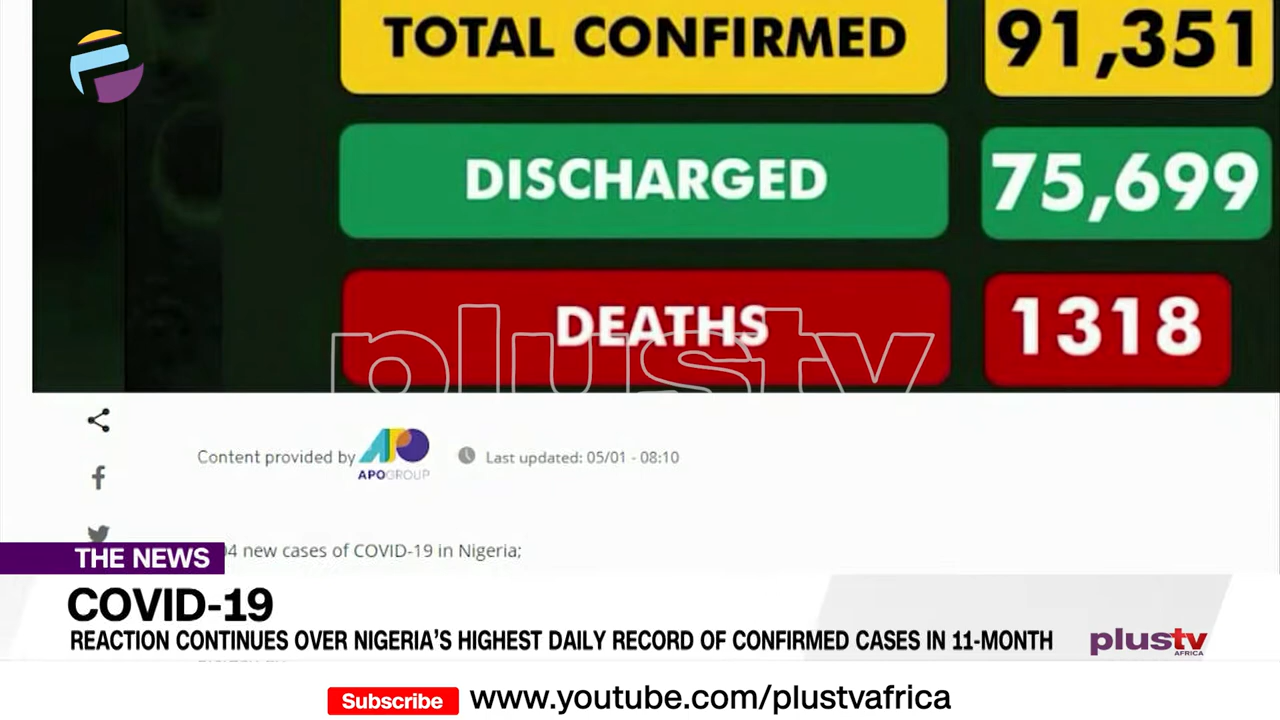 TOTAL CONFIRMED 91,351
DISCHARGED 75,699
DEATHS 1318
plustv
Content provided by APOGROUP Last updated: 05/01 - 08:10
04 new cases of COVID-19 in Nigeria;
THE NEWS
COVID-19
REACTION CONTINUES OVER NIGERIA'S HIGHEST DAILY RECORD OF CONFIRMED CASES IN 11-MONTH
plustv
AFRICA
Subscribe www.youtube.com/plustvafrica